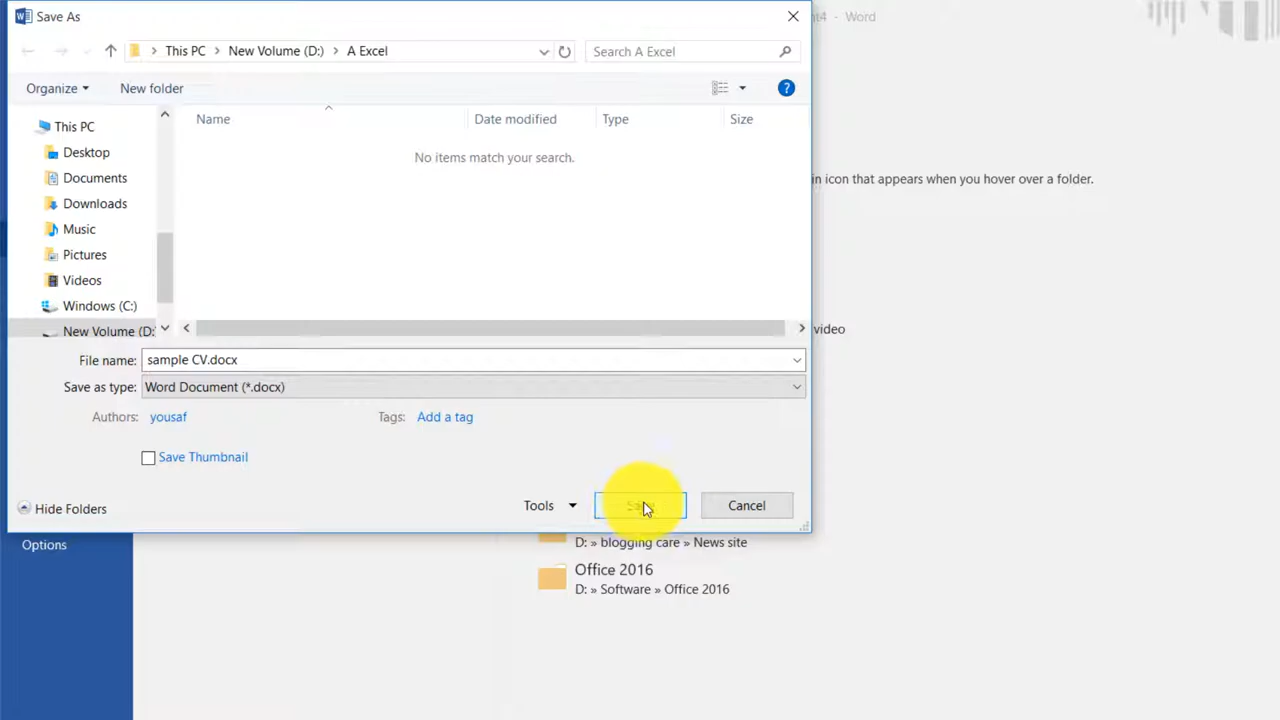 Save As
nt4 - Word
This PC
New Volume (D:)
A Excel
Search A Excel
Organize
New folder
?
Name
Date modified
Type
Size
No items match your search.
This PC
Desktop
Documents
Downloads
Music
Pictures
Videos
Windows (C:)
New Volume (D:
in icon that appears when you hover over a folder.
video
File name:
sample CV.docx
Save as type:
Word Document (*.docx)
Authors:
yousaf
Tags:
Add a tag
Save Thumbnail
Hide Folders
Tools
Cancel
Options
D: » blogging care » News site
Office 2016
D: » Software » Office 2016